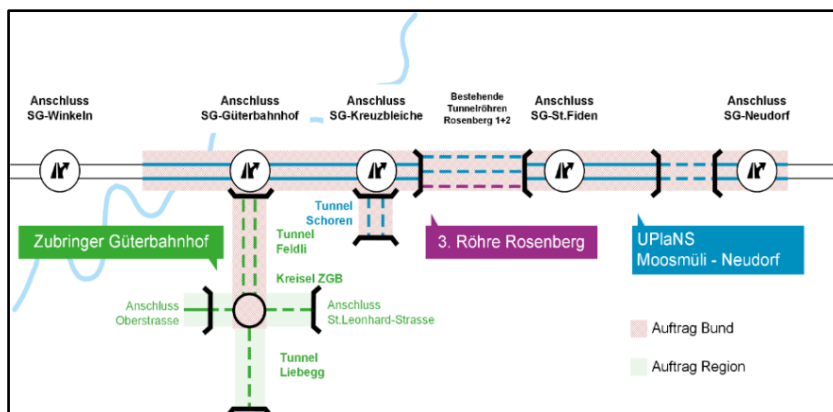 Anschluss
SG-Winkeln
Anschluss
SG-Güterbahnhof
Anschluss
SG-Kreuzbleiche
Bestehende
Tunnelröhren
Rosenberg 1+2
Anschluss
SG-St.Fiden
Anschluss
SG-Neudorf
Zubringer Güterbahnhof
Tunnel
Feldli
Tunnel
Schoren
3. Röhre Rosenberg
UPlaNS
Moosmüli - Neudorf
Kreisel ZGB
Anschluss
Oberstrasse
Anschluss
St.Leonhard-Strasse
Tunnel
Liebegg
Auftrag Bund
Auftrag Region